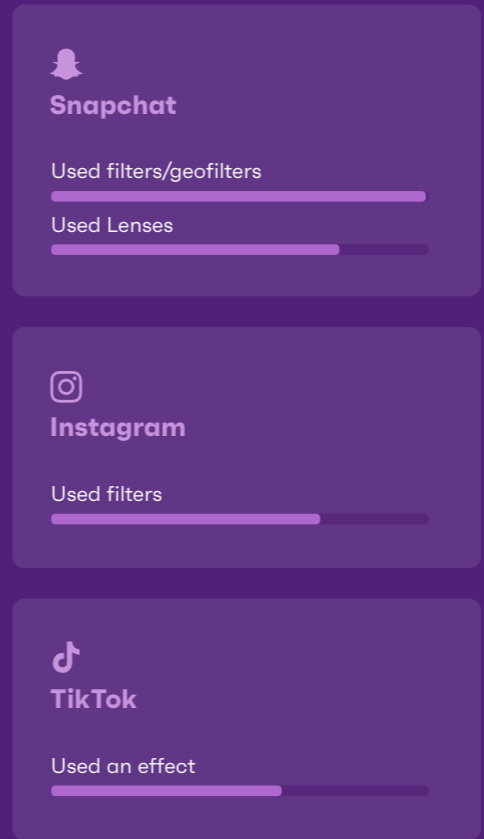 Snapchat
Used filters/geofilters
Used Lenses
Instagram
Used filters
TikTok
Used an effect